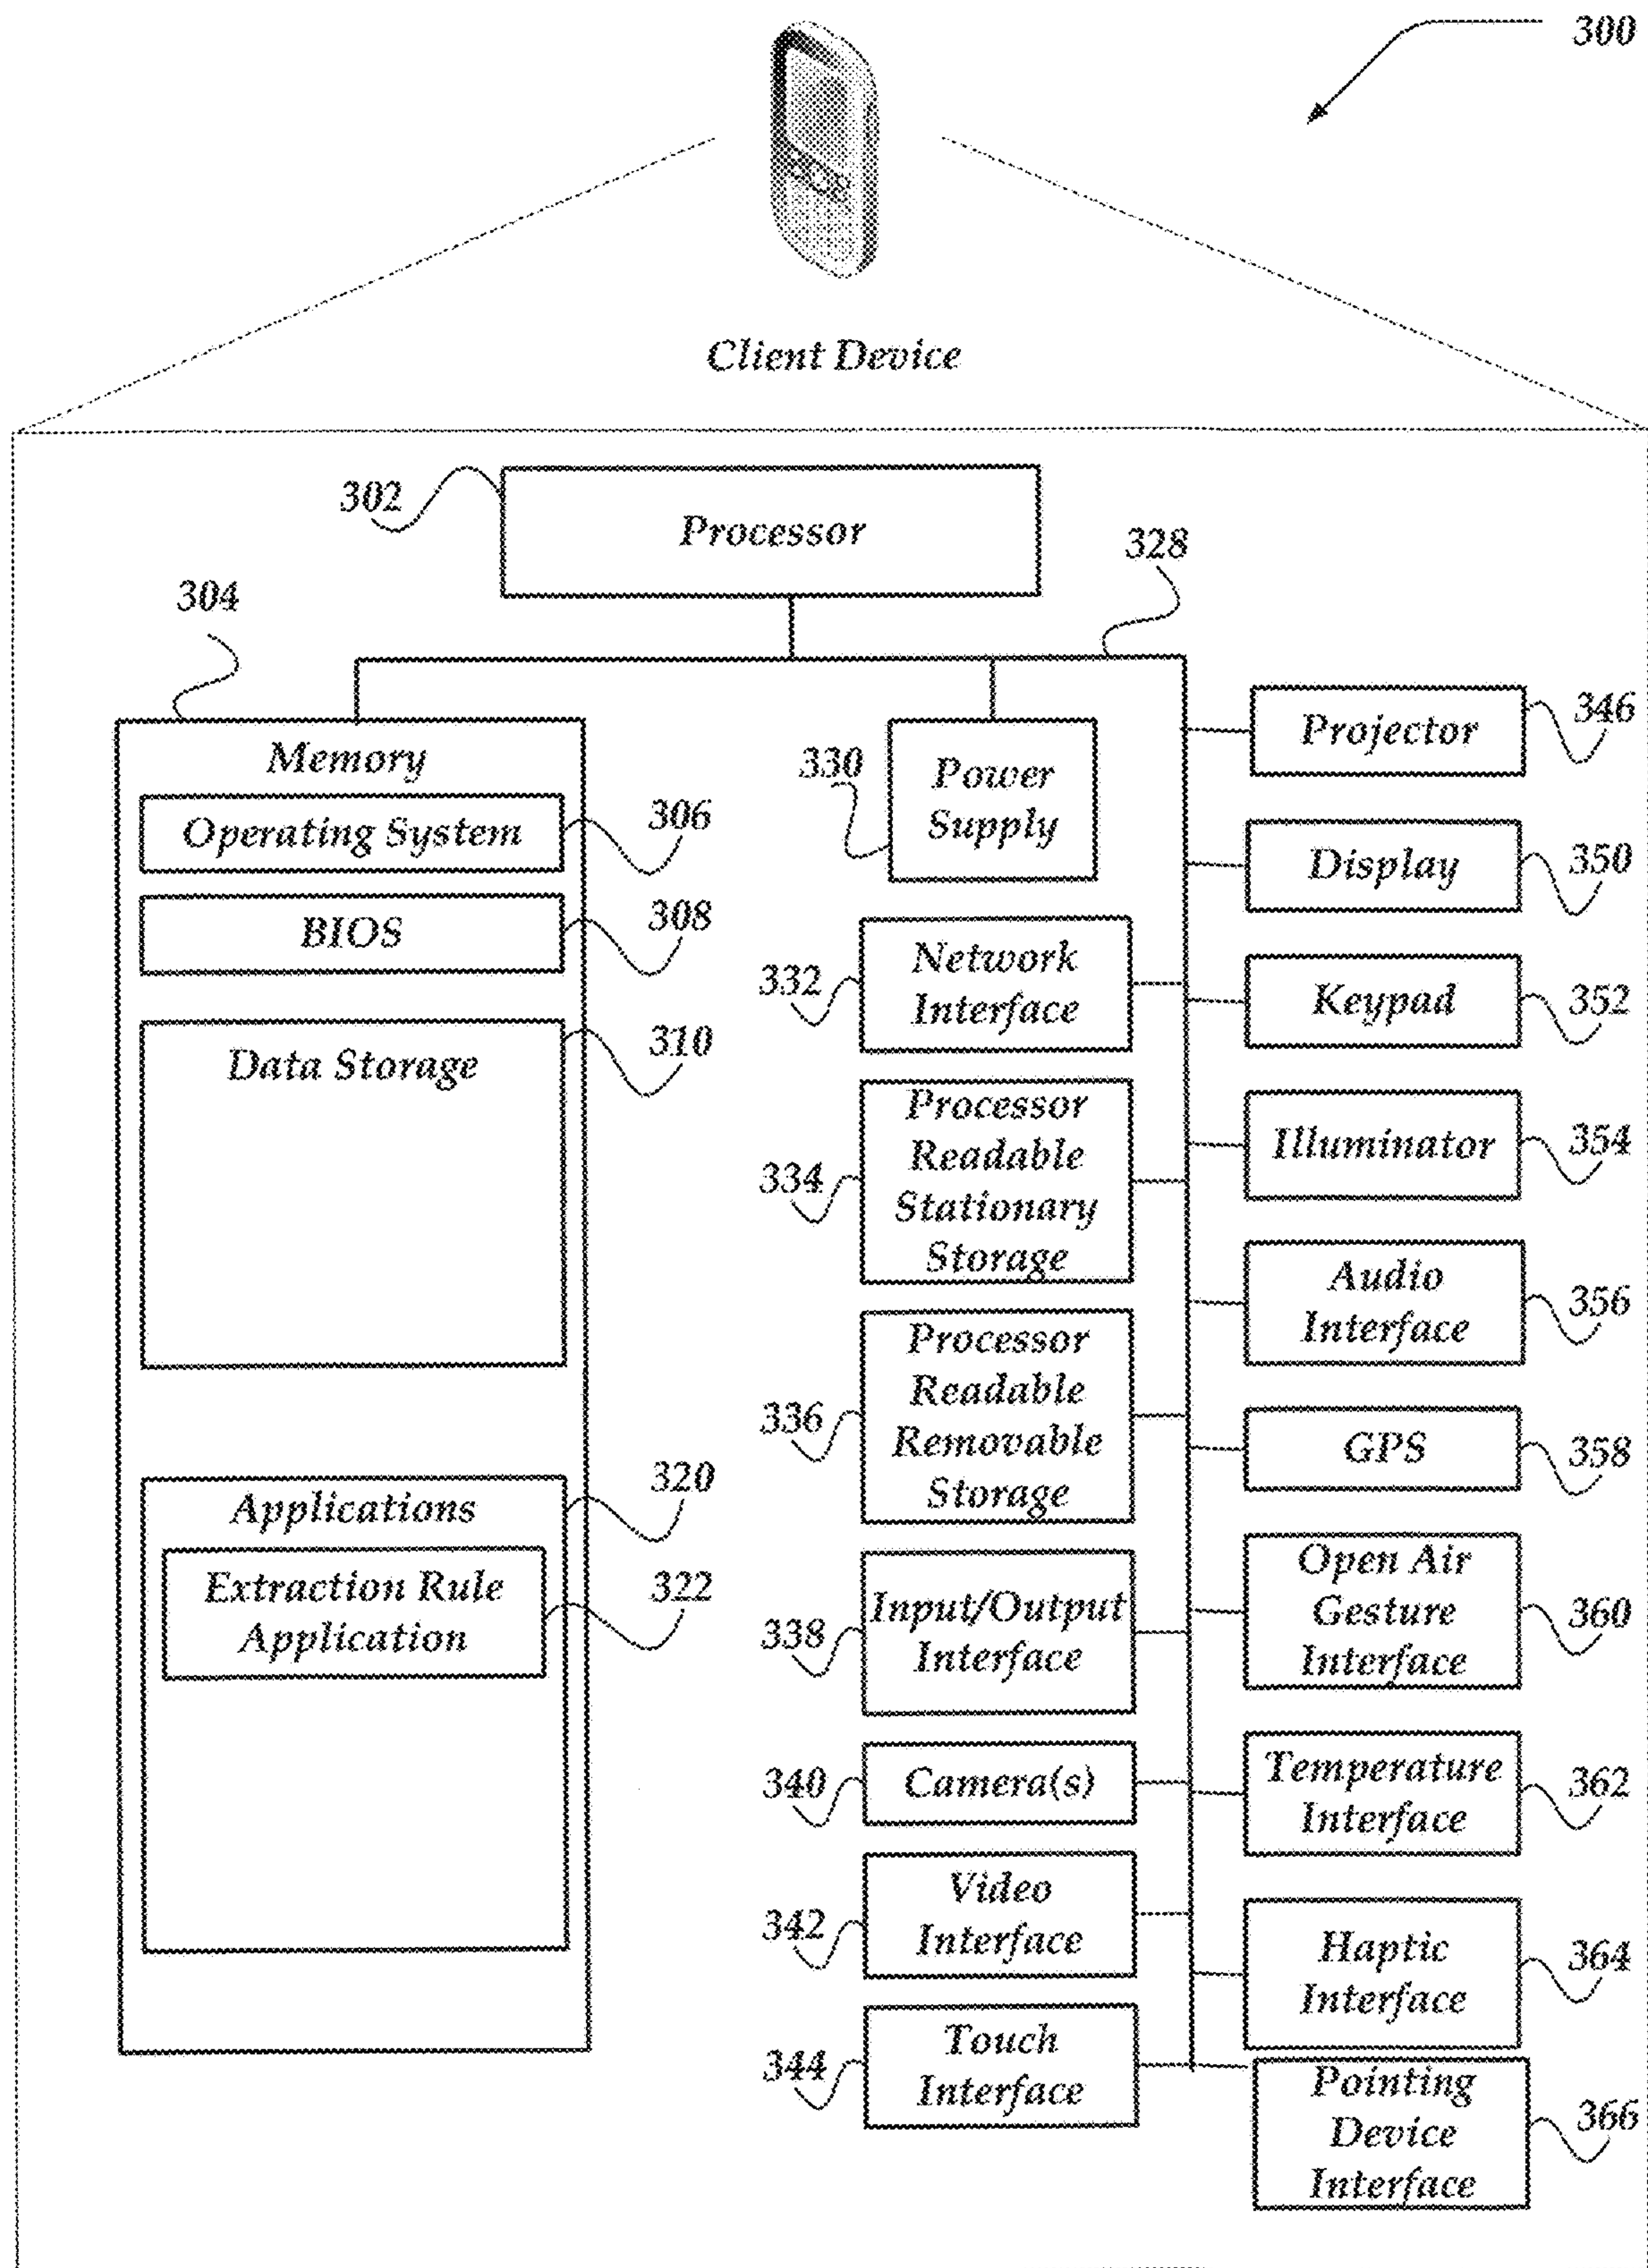 300
Client Device
302
Processor
328
304
Memory
306
Operating System
308
BIOS
310
Data Storage
320
Applications
322
Extraction Rule
Application
330
Power
Supply
332
Network
Interface
334
Processor
Readable
Stationary
Storage
336
Processor
Readable
Removable
Storage
338
Input/Output
Interface
340
Camera(s)
342
Video
Interface
344
Touch
Interface
346
Projector
350
Display
352
Keypad
354
Illuminator
356
Audio
Interface
358
GPS
360
Open Air
Gesture
Interface
362
Temperature
Interface
364
Haptic
Interface
366
Pointing
Device
Interface